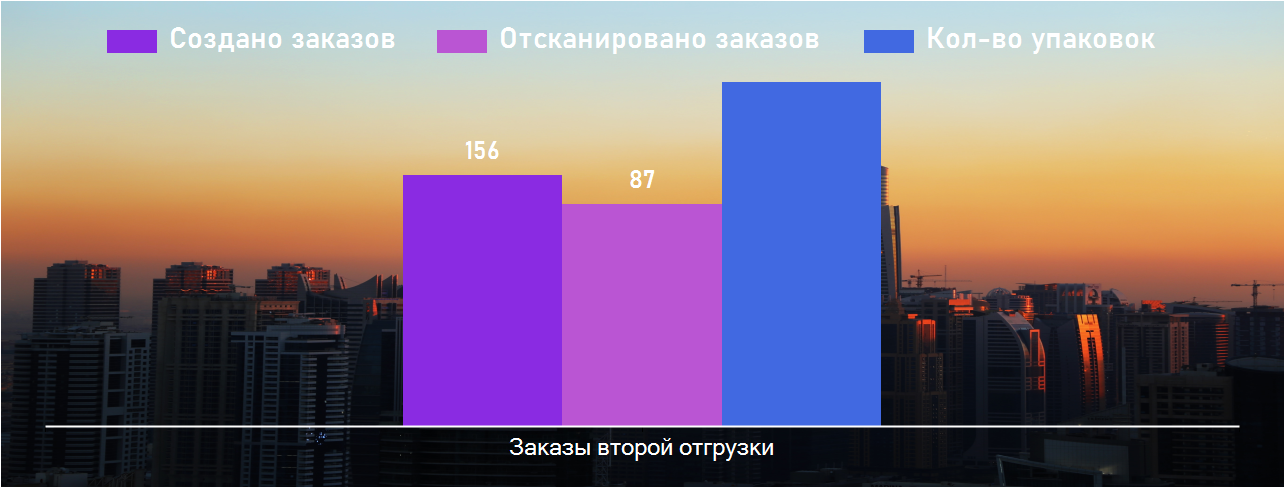 Создано заказов Отсканировано заказов Кол-во упаковок
156
87
Заказы второй отгрузки